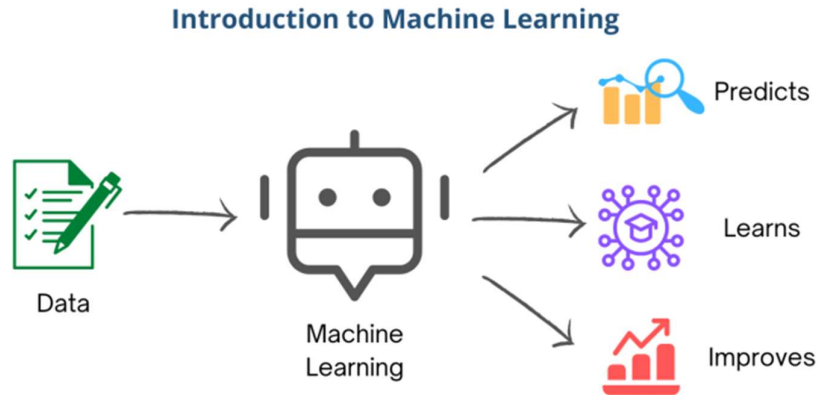 Introduction to Machine Learning
Predicts
Learns
Data
Machine
Learning
Improves